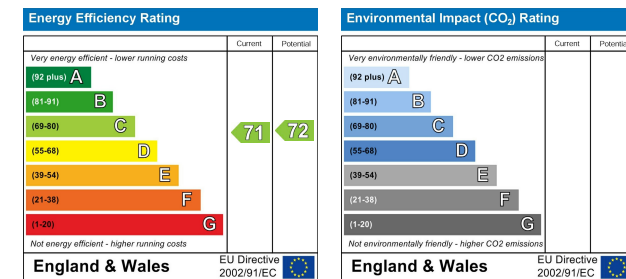 Energy Efficiency Rating
Current Potential
Very energy efficient - lower running costs
(92 plus) A
(81-91) B
(69-80) C
71 72
(55-68) D
(39-54) E
(21-38) F
(1-20) G
Not energy efficient - higher running costs
England & Wales
EU Directive
2002/91/EC
Environmental Impact (CO₂) Rating
Current Potential
Very environmentally friendly - lower CO2 emissions
(92 plus) A
(81-91) B
(69-80) C
(55-68) D
(39-54) E
(21-38) F
(1-20) G
Not environmentally friendly - higher CO2 emissions
England & Wales
EU Directive
2002/91/EC